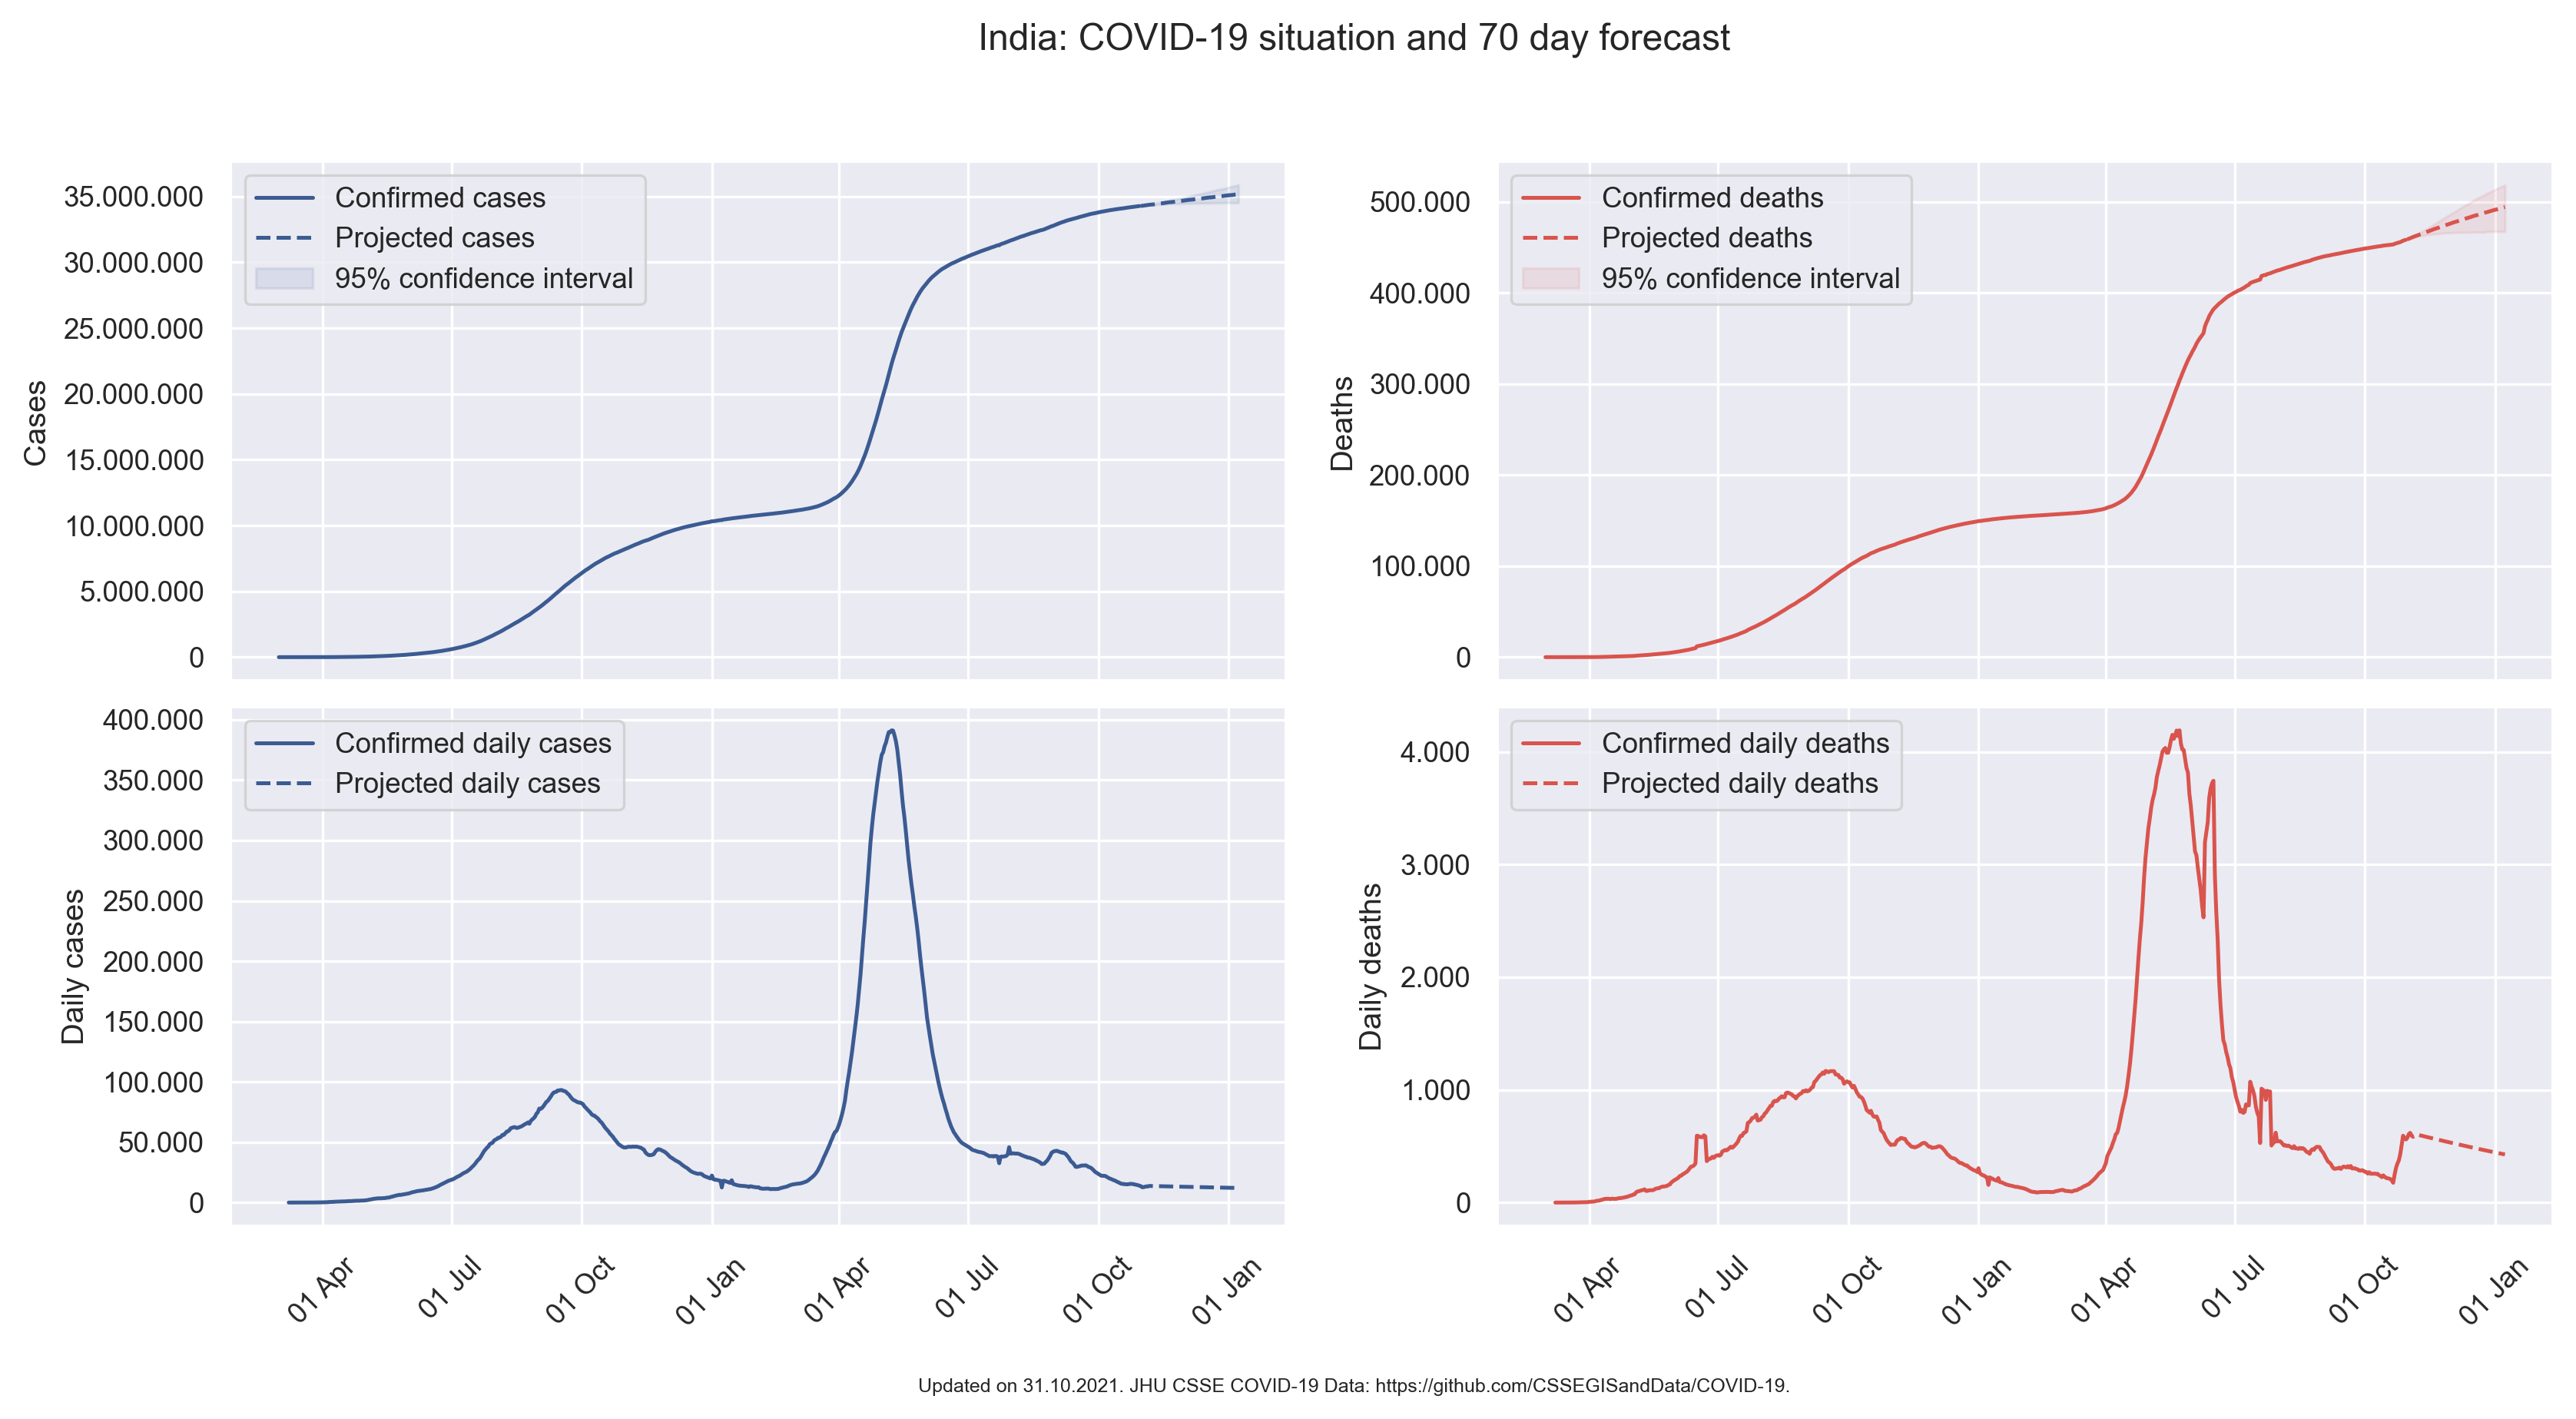 India: COVID-19 situation and 70 day forecast
Confirmed cases
Projected cases
95% confidence interval
35.000.000
30.000.000
25.000.000
20.000.000
15.000.000
10.000.000
5.000.000
0
Cases
Confirmed deaths
Projected deaths
95% confidence interval
500.000
400.000
300.000
200.000
100.000
0
Deaths
Confirmed daily cases
Projected daily cases
400.000
350.000
300.000
250.000
200.000
150.000
100.000
50.000
0
Daily cases
01 Apr
01 Jul
01 Oct
01 Jan
01 Apr
01 Jul
01 Oct
01 Jan
Confirmed daily deaths
Projected daily deaths
4.000
3.000
2.000
1.000
0
Daily deaths
01 Apr
01 Jul
01 Oct
01 Jan
01 Apr
01 Jul
01 Oct
01 Jan
Updated on 31.10.2021. JHU CSSE COVID-19 Data: https://github.com/CSSEGISandData/COVID-19.